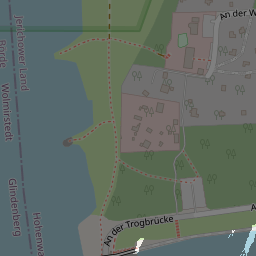 An der W
Jerichower Land
Börde
Wolmirstedt
Glindenberg
Hohenwa
An der Trogbrücke
A